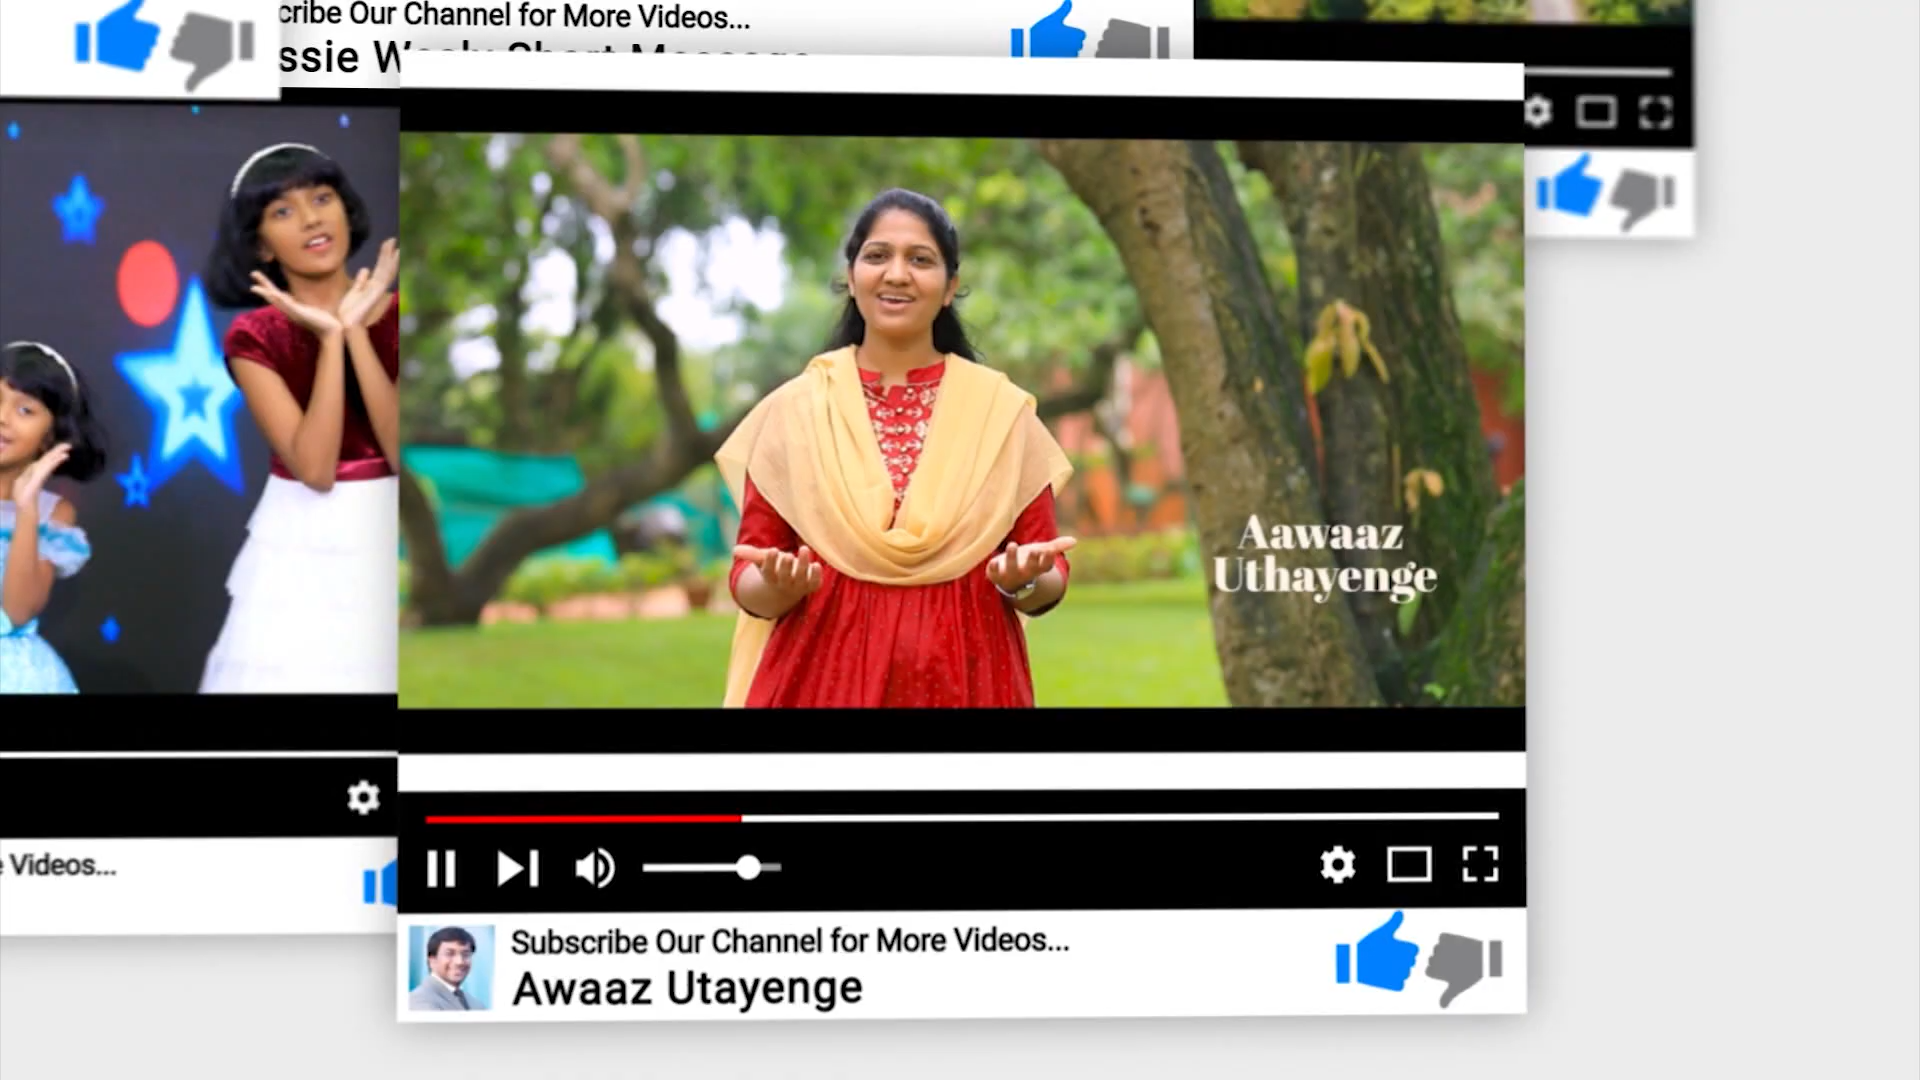 cribe Our Channel for More Videos...
ssie
Aawaaz
Uthayenge
Videos...
Subscribe Our Channel for More Videos...
Awaaz Utayenge